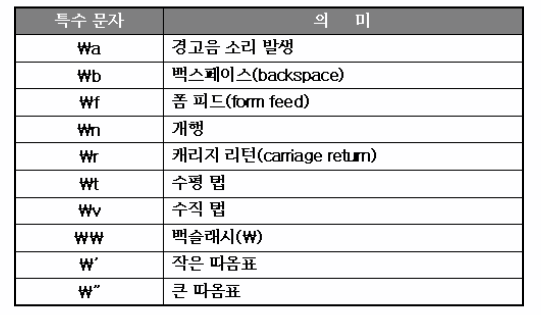 특수 문자 의 미
₩a 경고음 소리 발생
₩b 백스페이스(backspace)
₩f 폼 피드(form feed)
₩n 개행
₩r 캐리지 리턴(carriage return)
₩t 수평 탭
₩v 수직 탭
₩₩ 백슬래시(₩)
₩′ 작은 따옴표
₩″ 큰 따옴표